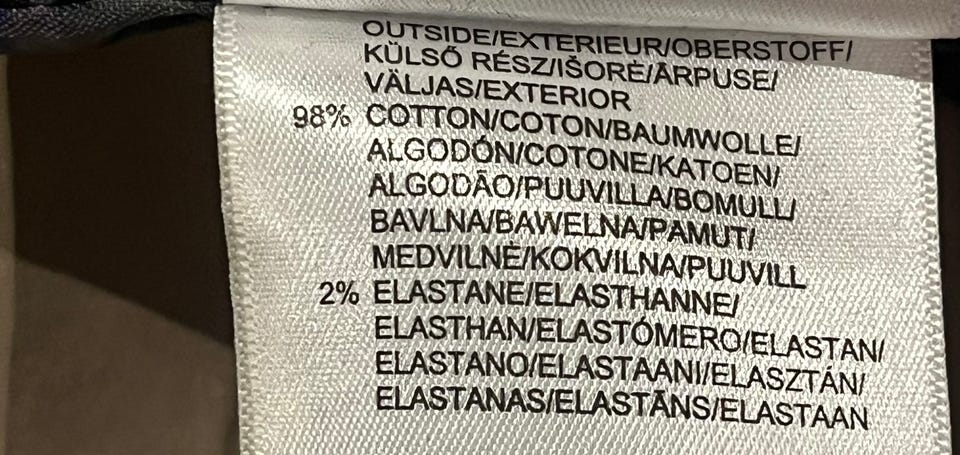 OUTSIDE/EXTERIEUR/OBERSTOFF/
KÜLSŐ RÉSZ/IŠORĖ/ĀRPUSE/
VÄLJAS/EXTERIOR
98% COTTON/COTON/BAUMWOLLE/
ALGODÓN/COTONE/KATOEN/
ALGODÃO/PUUVILLA/BOMULL/
BAVLNA/BAWEŁNA/PAMUT/
MEDVILNĖ/KOKVILNA/PUUVILL
2% ELASTANE/ELASTHANNE/
ELASTHAN/ELASTÓMERO/ELASTAN/
ELASTANO/ELASTAANI/ELASZTÁN/
ELASTANAS/ELASTĀNS/ELASTAAN